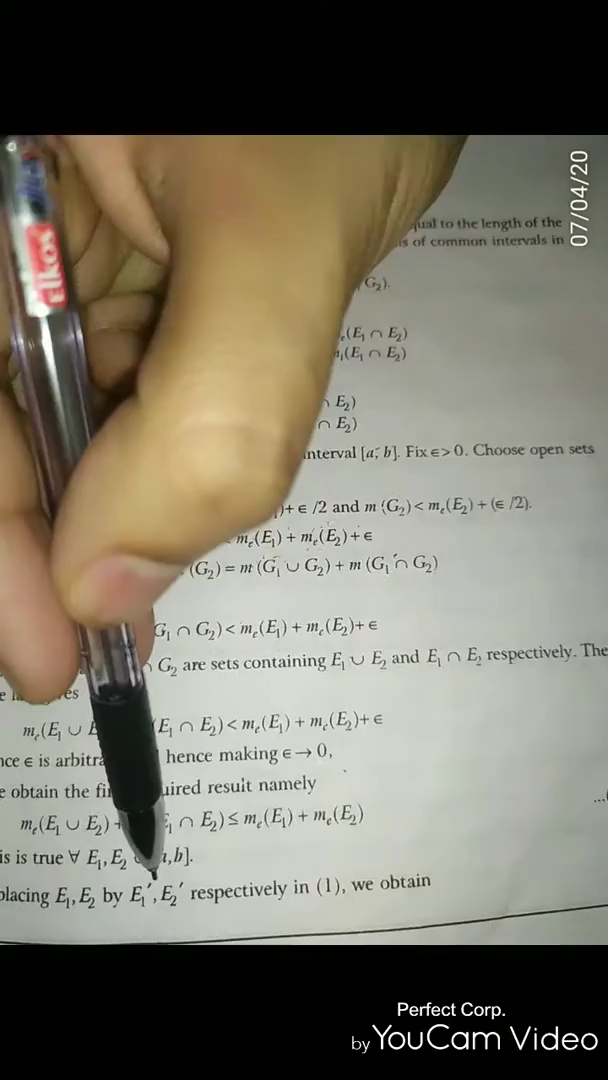 Elkos
07/04/20
qual to the length of the
of common intervals in
G₂).
(E₁ ∩ E₂)
(E₁ ∩ E₂)
∩ E₂)
∩ E₂)
interval [a, b]. Fix ∈ > 0. Choose open sets
)+ ∈ /2 and m (G₂) < mₑ(E₂) + (∈ /2).
mₑ(E₁) + mₑ(E₂) + ∈
(G₂) = m (G₁ ∪ G₂) + m (G₁ ∩ G₂)
G₁ ∩ G₂) < mₑ(E₁) + mₑ(E₂)+ ∈
G₂ are sets containing E₁ ∪ E₂ and E₁ ∩ E₂ respectively. The
mₑ(E₁ ∪ E (E₁ ∩ E₂) < mₑ(E₁) + mₑ(E₂)+ ∈
nce ∈ is arbitra hence making ∈ → 0,
e obtain the fi uired result namely
mₑ(E₁ ∪ E₂) + ∩ E₂) ≤ mₑ(E₁) + mₑ(E₂)
is is true ∀ E₁, E₂ , b].
placing E₁, E₂ by E₁′, E₂′ respectively in (1), we obtain
Perfect Corp.
by YouCam Video